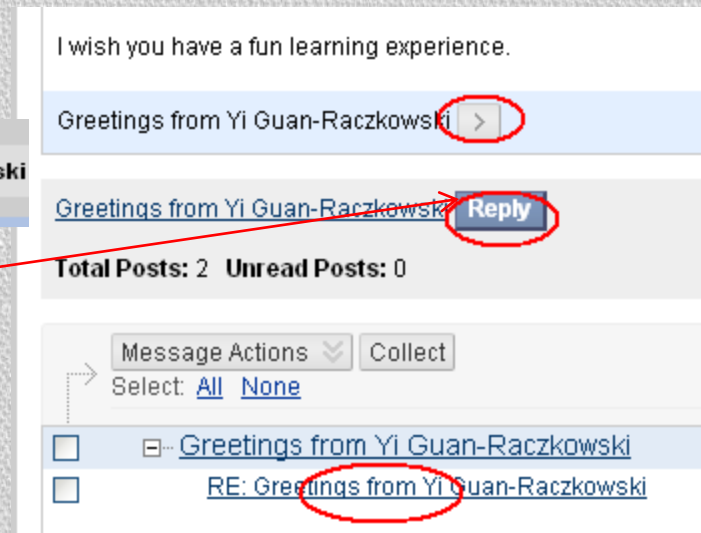 I wish you have a fun learning experience.
Greetings from Yi Guan-Raczkowski >
ski
Greetings from Yi Guan-Raczkowski Reply
Total Posts: 2 Unread Posts: 0
Message Actions Collect
Select: All None
Greetings from Yi Guan-Raczkowski
RE: Greetings from Yi Guan-Raczkowski